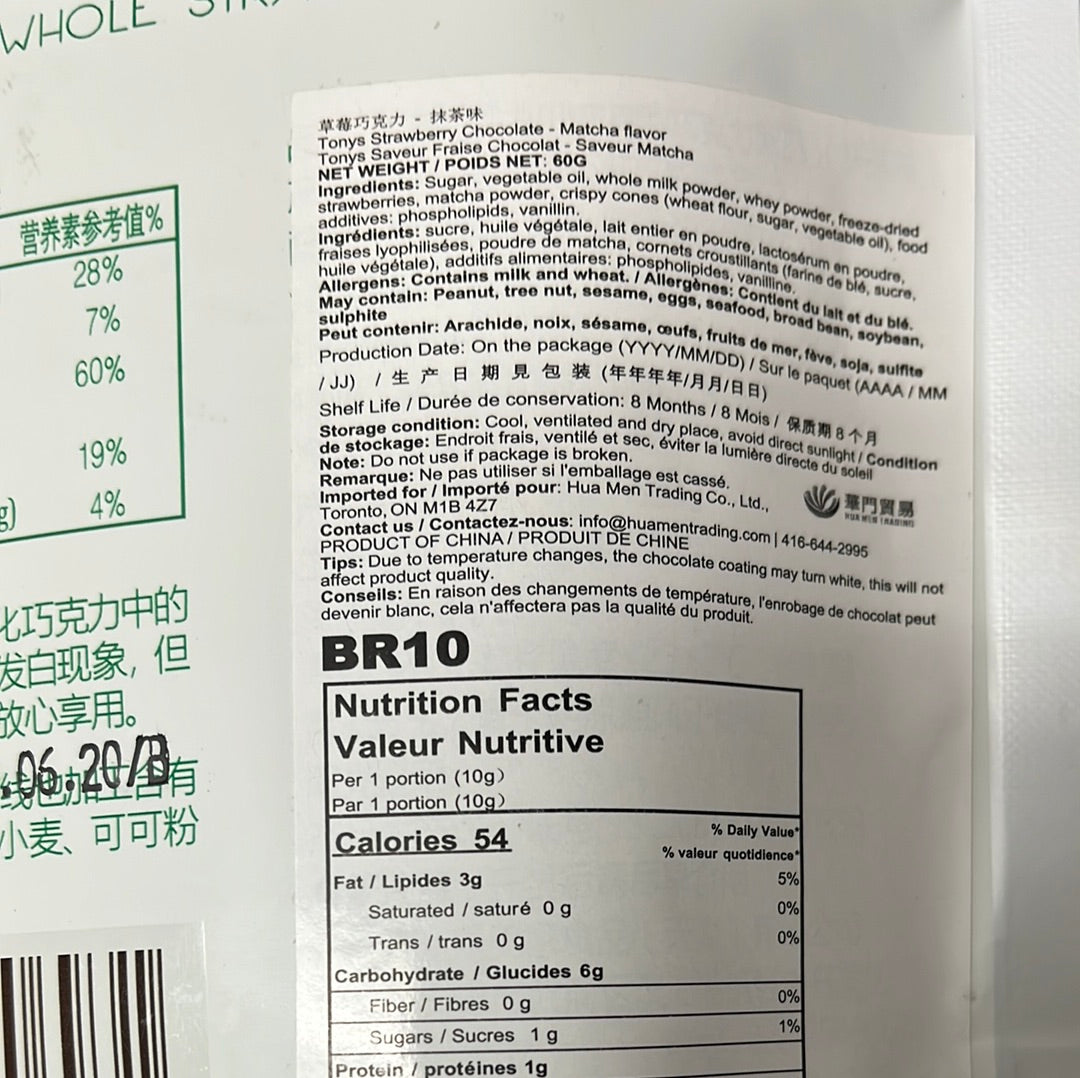 WHOLE
营养素参考值%
28%
7%
60%
19%
g)
4%
化巧克力中的
发白现象，但
放心享用。
.06.20/B
线也加工含有
小麦、可可粉
草莓巧克力 - 抹茶味
Tonys Strawberry Chocolate - Matcha flavor
Tonys Saveur Fraise Chocolat - Saveur Matcha
NET WEIGHT / POIDS NET: 60G
Ingredients: Sugar, vegetable oil, whole milk powder, whey powder, freeze-dried
strawberries, matcha powder, crispy cones (wheat flour, sugar, vegetable oil), food
additives: phospholipids, vanillin.
Ingrédients: sucre, huile végétale, lait entier en poudre, lactosérum en poudre,
fraises lyophilisées, poudre de matcha, cornets croustillants (farine de blé, sucre,
huile végétale), additifs alimentaires: phospholipides, vanilline.
Allergens: Contains milk and wheat. / Allergènes: Contient du lait et du blé.
May contain: Peanut, tree nut, sesame, eggs, seafood, broad bean, soybean,
sulphite
Peut contenir: Arachide, noix, sésame, œufs, fruits de mer, fève, soja, sulfite
Production Date: On the package (YYYY/MM/DD) / Sur le paquet (AAAA / MM
/ JJ) / 生 产 日 期 見 包 装 (年年年年/月月/日日)
Shelf Life / Durée de conservation: 8 Months / 8 Mois / 保质期 8 个月
Storage condition: Cool, ventilated and dry place, avoid direct sunlight / Condition
de stockage: Endroit frais, ventilé et sec, éviter la lumière directe du soleil
Note: Do not use if package is broken.
Remarque: Ne pas utiliser si l'emballage est cassé.
Imported for / Importé pour: Hua Men Trading Co., Ltd.,
Toronto, ON M1B 4Z7
華門貿易
HUA MEN TRADING
Contact us / Contactez-nous: info@huamentrading.com | 416-644-2995
PRODUCT OF CHINA / PRODUIT DE CHINE
Tips: Due to temperature changes, the chocolate coating may turn white, this will not
affect product quality.
Conseils: En raison des changements de température, l'enrobage de chocolat peut
devenir blanc, cela n'affectera pas la qualité du produit.
BR10
Nutrition Facts
Valeur Nutritive
Per 1 portion (10g)
Par 1 portion (10g)
Calories 54
% Daily Value*
% valeur quotidience*
Fat / Lipides 3g 5%
Saturated / saturé 0 g 0%
Trans / trans 0 g 0%
Carbohydrate / Glucides 6g
Fiber / Fibres 0 g 0%
Sugars / Sucres 1 g 1%
Protein / protéines 1g